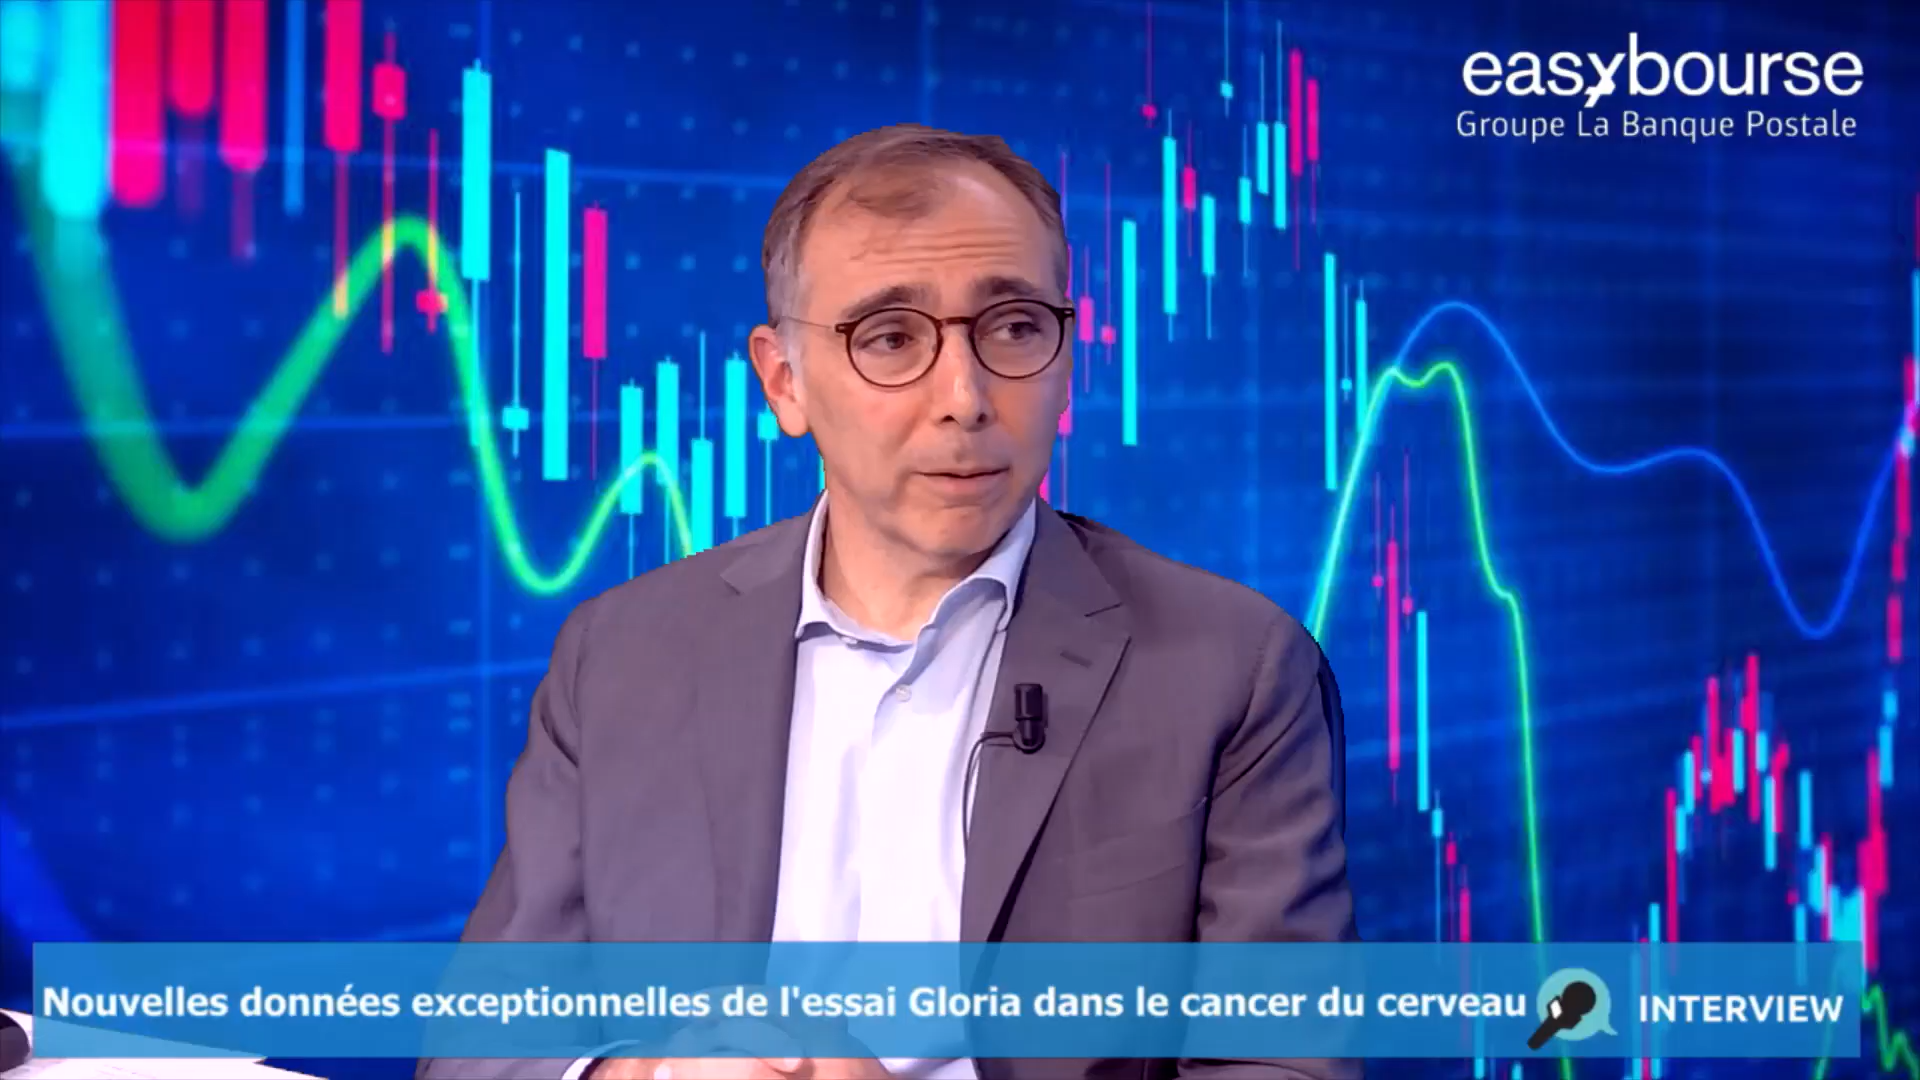 easybourse
Groupe La Banque Postale
Nouvelles données exceptionnelles de l'essai Gloria dans le cancer du cerveau
INTERVIEW